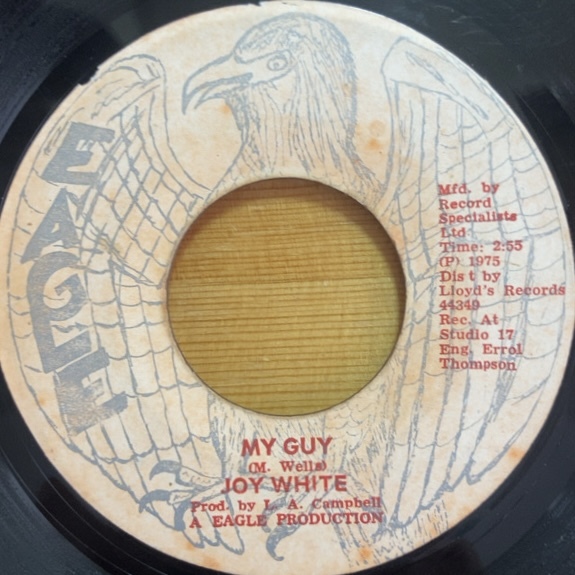 EAGLE
Mfd. by
Record
Specialists
Ltd
Time: 2:55
(P) 1975
Dist by
Lloyd's Records
44349
Rec. At
Studio 17
Eng. Errol
Thompson
MY GUY
(M. Wells)
JOY WHITE
Prod. by L. A. Campbell
A EAGLE PRODUCTION